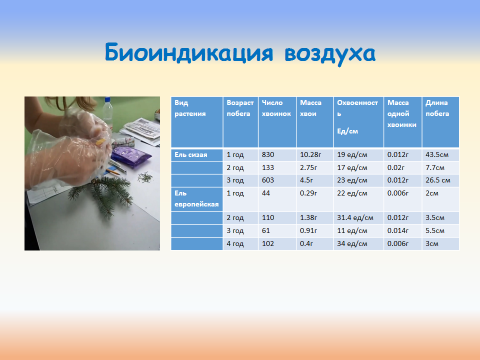 Биоиндикация воздуха
Вид растения Возраст побега Число хвоинок Масса хвои Охвоенность Ед/см Масса одной хвоинки Длина побега
Ель сизая 1 год 830 10.28г 19 ед/см 0.012г 43.5см
2 год 133 2.75г 17 ед/см 0.02г 7.7см
3 год 603 4.5г 23 ед/см 0.012г 26.5 см
Ель европейская 1 год 44 0.29г 22 ед/см 0.006г 2см
2 год 110 1.38г 31.4 ед/см 0.012г 3.5см
3 год 61 0.91г 11 ед/см 0.014г 5.5см
4 год 102 0.4г 34 ед/см 0.006г 3см